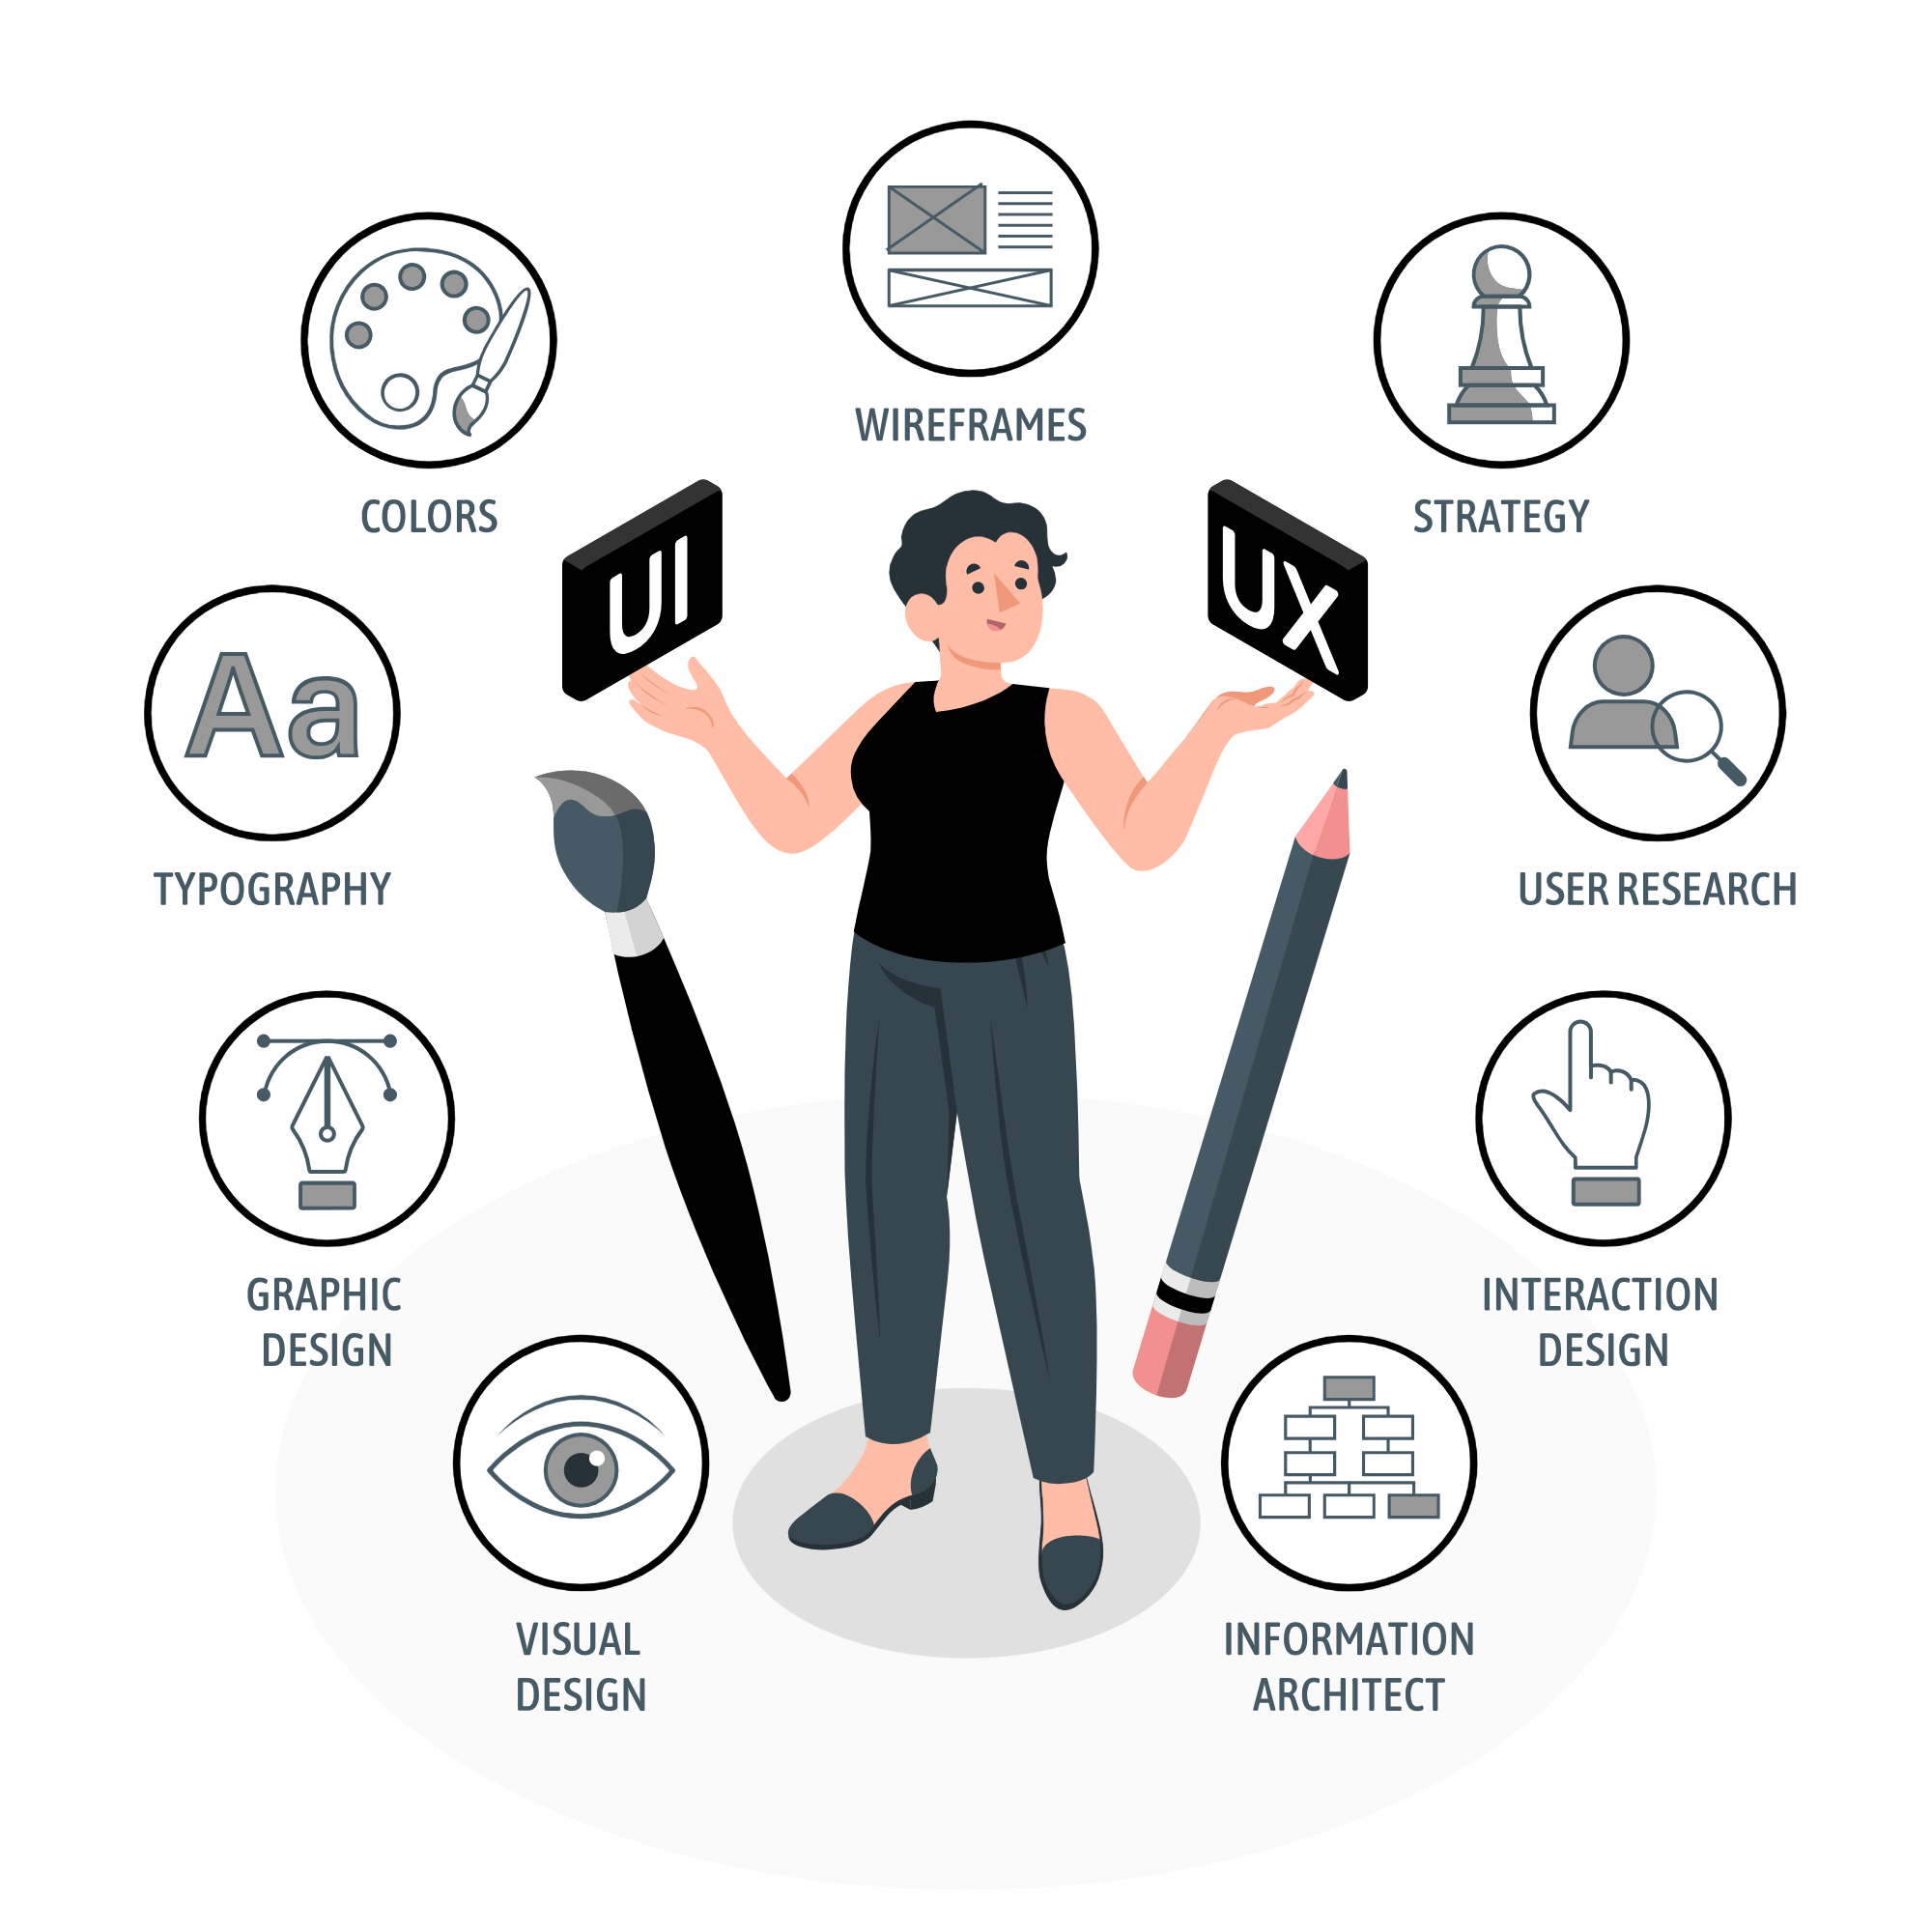 WIREFRAMES
COLORS
STRATEGY
UI
UX
Aa
TYPOGRAPHY
USER RESEARCH
GRAPHIC
DESIGN
INTERACTION
DESIGN
VISUAL
DESIGN
INFORMATION
ARCHITECT